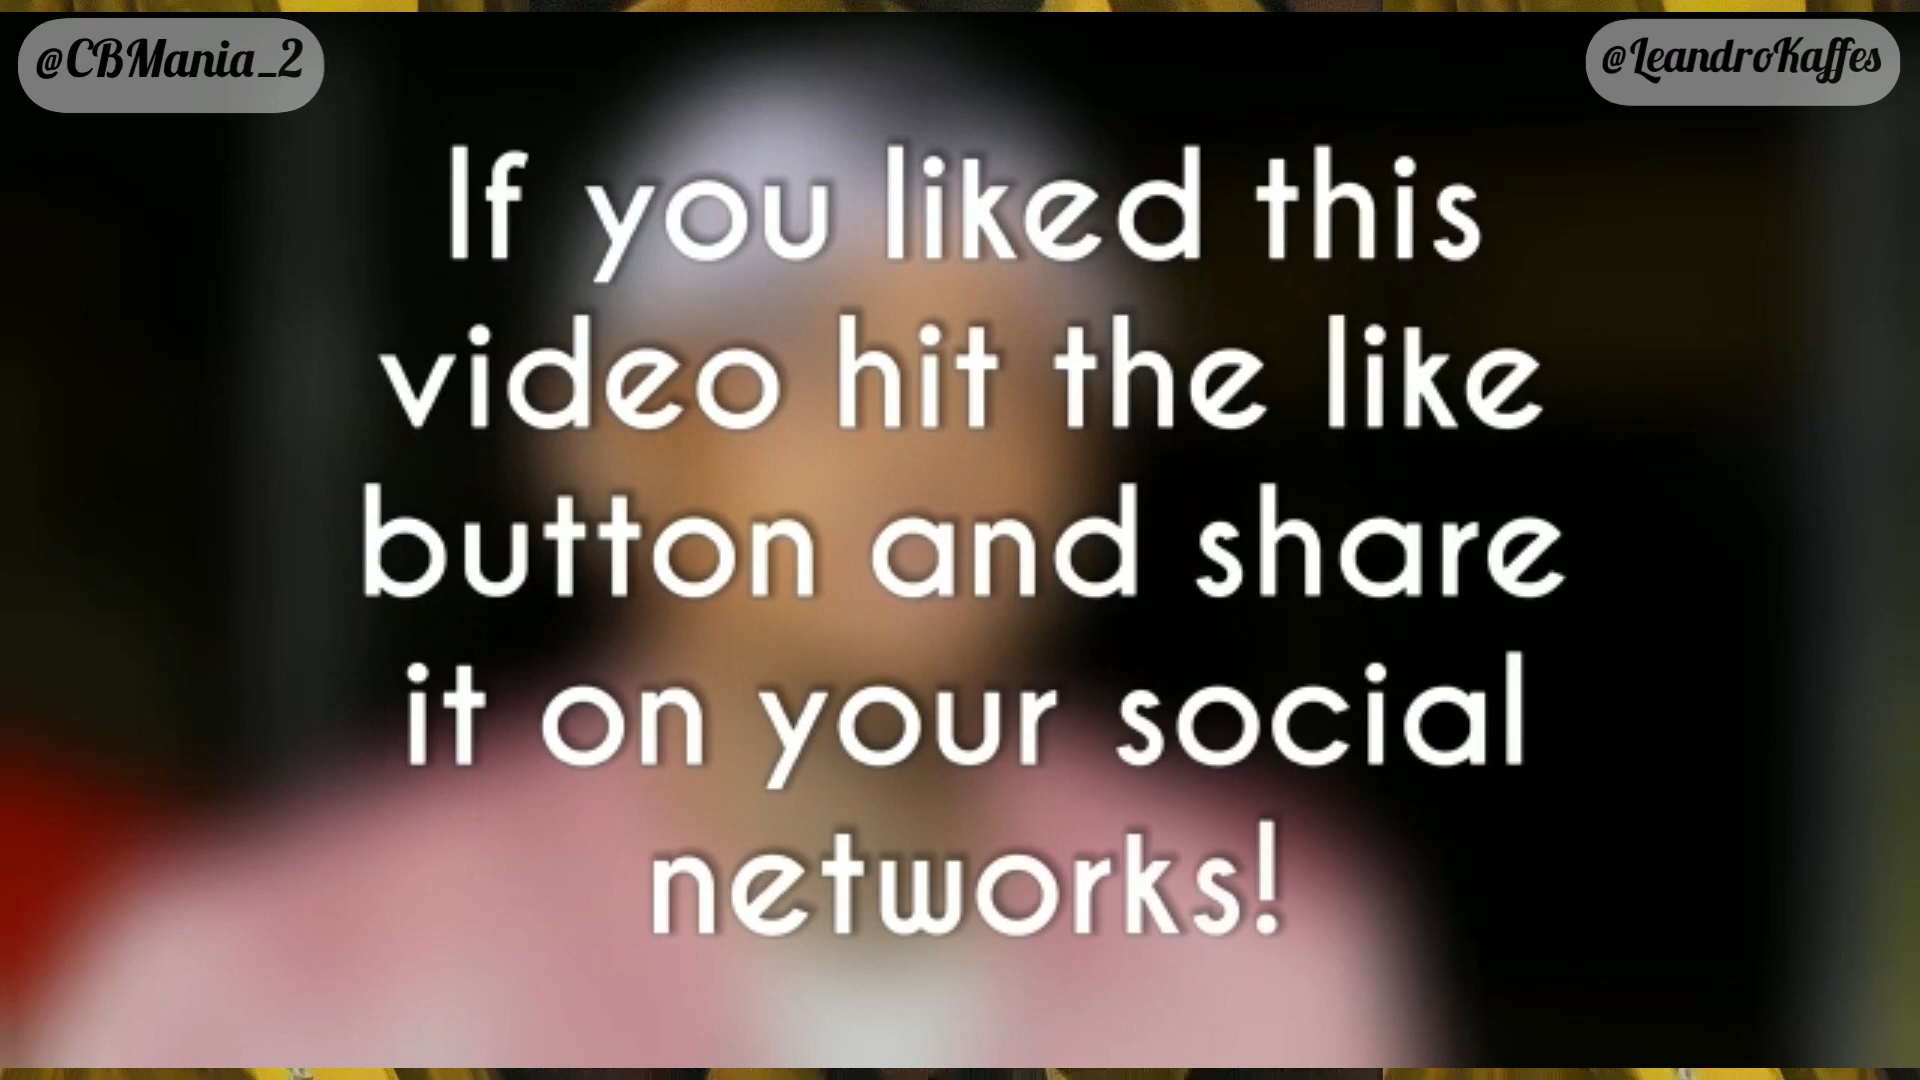 @CBMania_2
@LeandroKaffes
If you liked this
video hit the like
button and share
it on your social
networks!